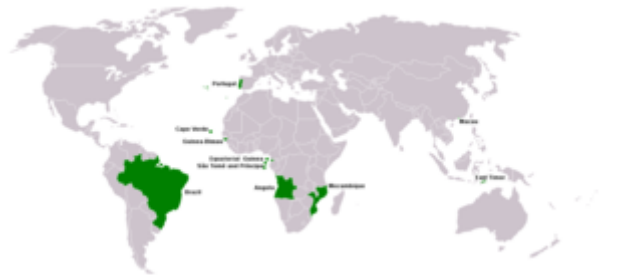 Portugal
Macau
Cape Verde
Guinea-Bissau
Equatorial Guinea
São Tomé and Príncipe
East Timor
Angola
Mozambique
Brazil